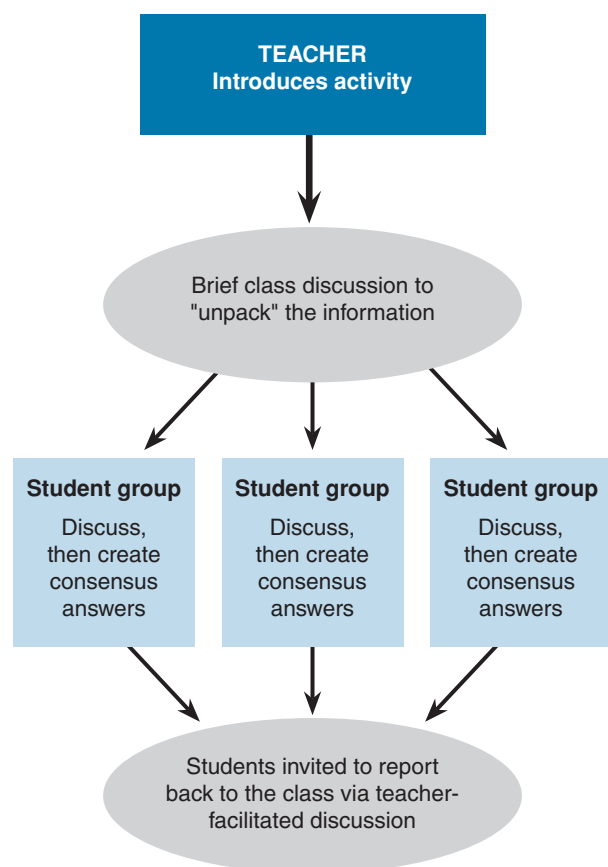 TEACHER
Introduces activity
Brief class discussion to
"unpack" the information
Student group
Discuss,
then create
consensus
answers
Student group
Discuss,
then create
consensus
answers
Student group
Discuss,
then create
consensus
answers
Students invited to report
back to the class via teacher-
facilitated discussion